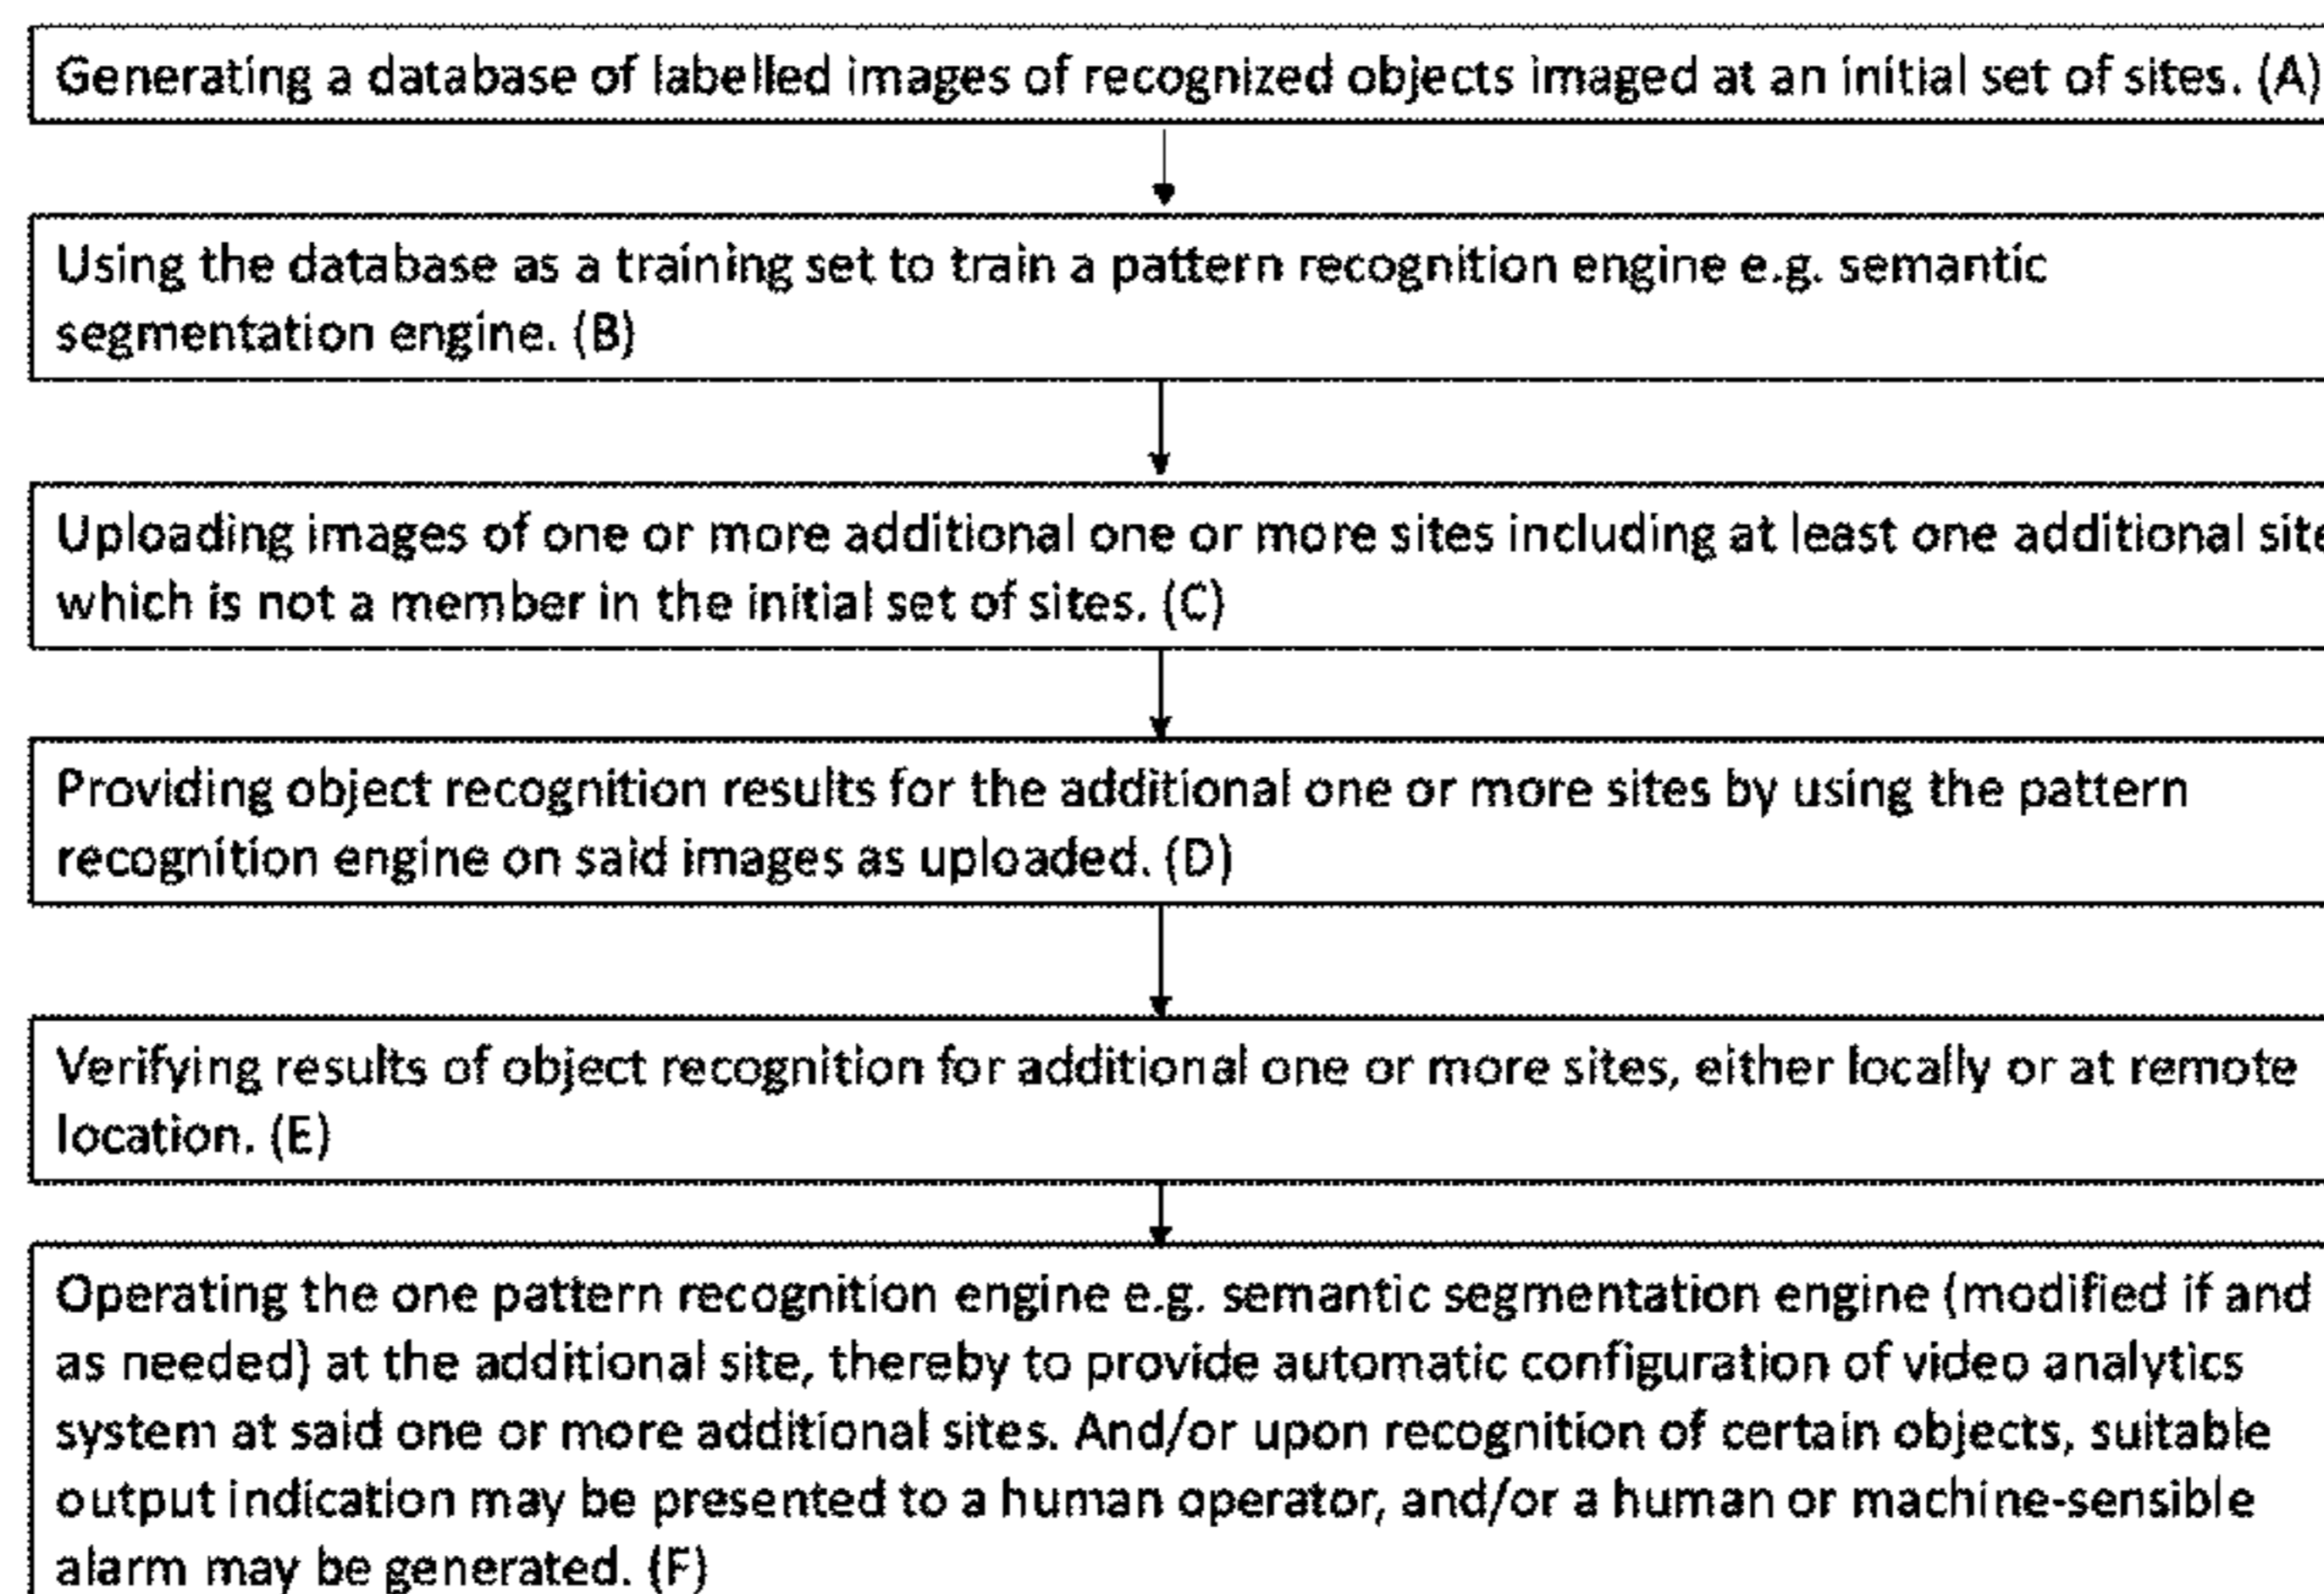 Generating a database of labelled images of recognized objects imaged at an initial set of sites. (A)
Using the database as a training set to train a pattern recognition engine e.g. semantic
segmentation engine. (B)
Uploading images of one or more additional one or more sites including at least one additional site
which is not a member in the initial set of sites. (C)
Providing object recognition results for the additional one or more sites by using the pattern
recognition engine on said images as uploaded. (D)
Verifying results of object recognition for additional one or more sites, either locally or at remote
location. (E)
Operating the one pattern recognition engine e.g. semantic segmentation engine (modified if and
as needed) at the additional site, thereby to provide automatic configuration of video analytics
system at said one or more additional sites. And/or upon recognition of certain objects, suitable
output indication may be presented to a human operator, and/or a human or machine-sensible
alarm may be generated. (F)